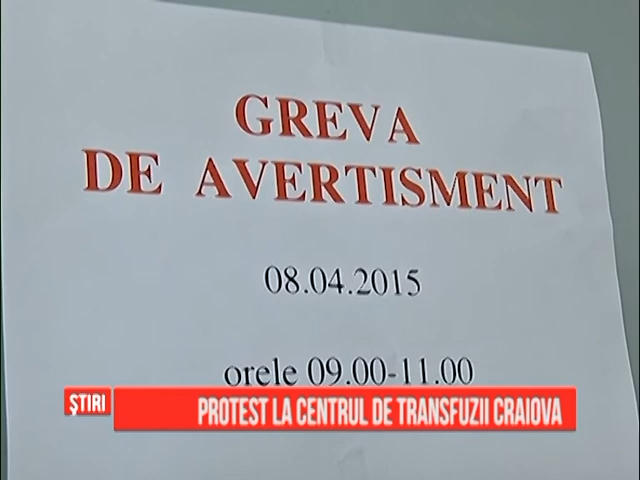 GREVA
DE AVERTISMENT
08.04.2015
orele 09.00-11.00
ŞTIRI
PROTEST LA CENTRUL DE TRANSFUZII CRAIOVA